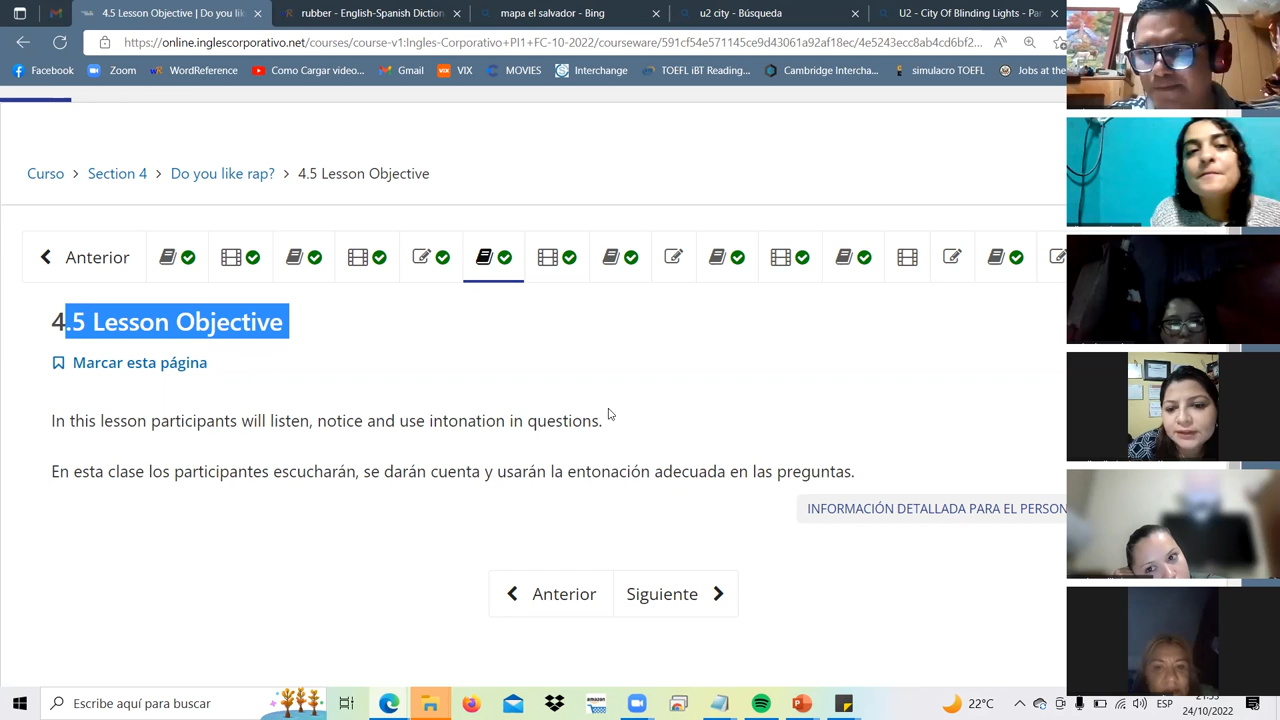 4.5 Lesson Objective | Do you lik
rubber - English-Spanish Dicti
mapa el salvador - Bing
u2 city - Búsqueda
U2 - City Of Blinding Lights - Pa
https://online.inglescorporativo.net/courses/course-v1:Ingles-Corporativo+PI1+FC-10-2022/courseware/591cf54e571145ce9d43061a92af18ec/4e5243ecc8ab4cd6bf2...
Facebook
Zoom
WordReference
Como Cargar video...
Gmail
VIX
MOVIES
Interchange
TOEFL iBT Reading...
Cambridge Intercha...
simulacro TOEFL
Jobs at the
Curso > Section 4 > Do you like rap? > 4.5 Lesson Objective
Anterior
4.5 Lesson Objective
Marcar esta página
In this lesson participants will listen, notice and use intonation in questions.
En esta clase los participantes escucharán, se darán cuenta y usarán la entonación adecuada en las preguntas.
INFORMACIÓN DETALLADA PARA EL PERSON
Anterior
Siguiente
Escribe aquí para buscar
22°C
ESP
24/10/2022